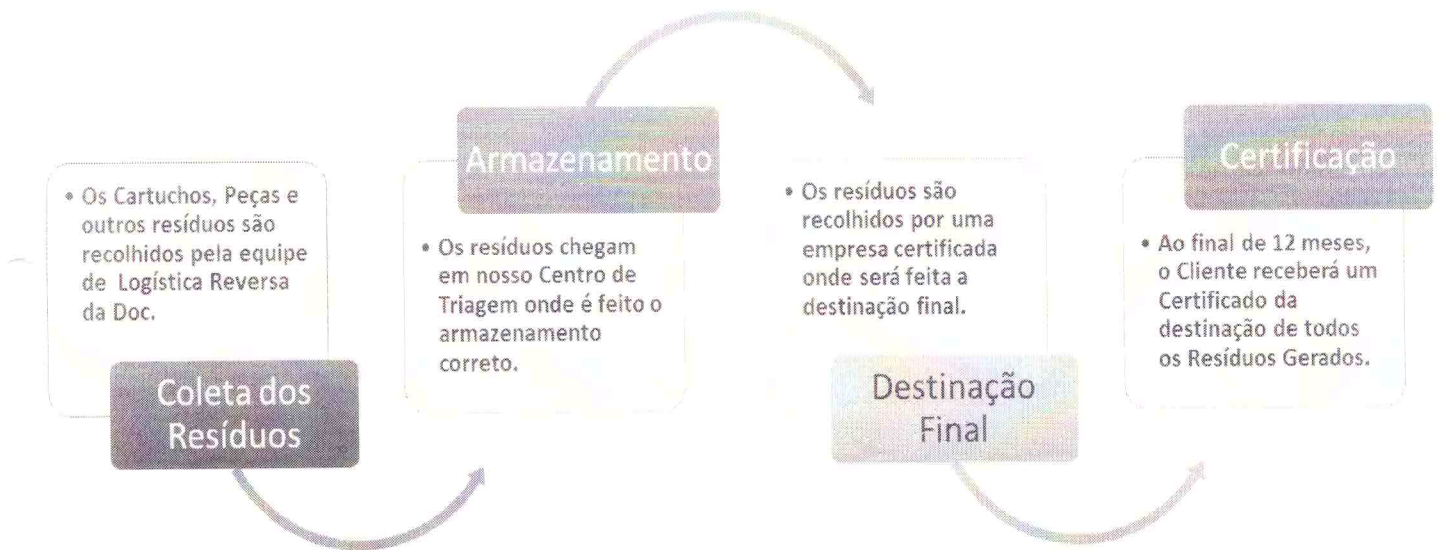 • Os Cartuchos, Peças e
outros resíduos são
recolhidos pela equipe
de Logística Reversa
da Doc.
Coleta dos
Resíduos
Armazenamento
• Os resíduos chegam
em nosso Centro de
Triagem onde é feito o
armazenamento
correto.
• Os resíduos são
recolhidos por uma
empresa certificada
onde será feita a
destinação final.
Destinação
Final
Certificação
• Ao final de 12 meses,
o Cliente receberá um
Certificado da
destinação de todos
os Resíduos Gerados.